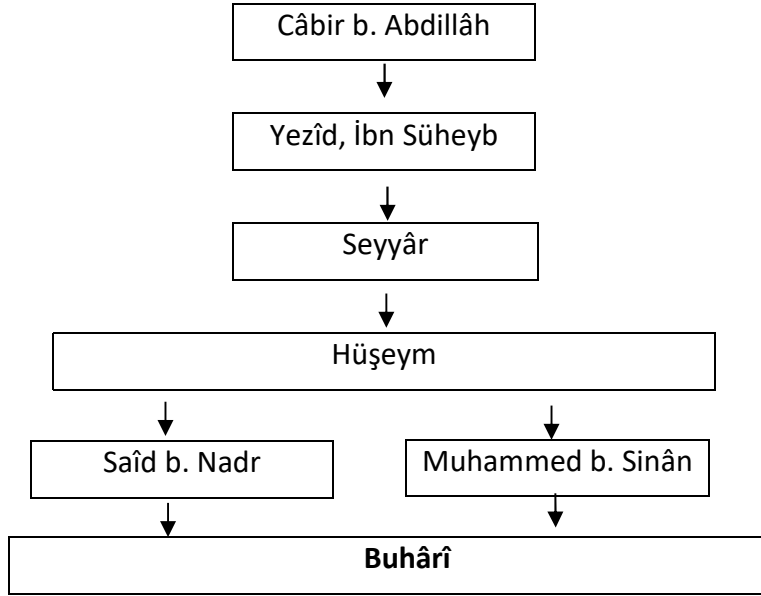 Câbir b. Abdillâh
Yezîd, İbn Süheyb
Seyyâr
Hüşeym
Saîd b. Nadr
Muhammed b. Sinân
Buhârî